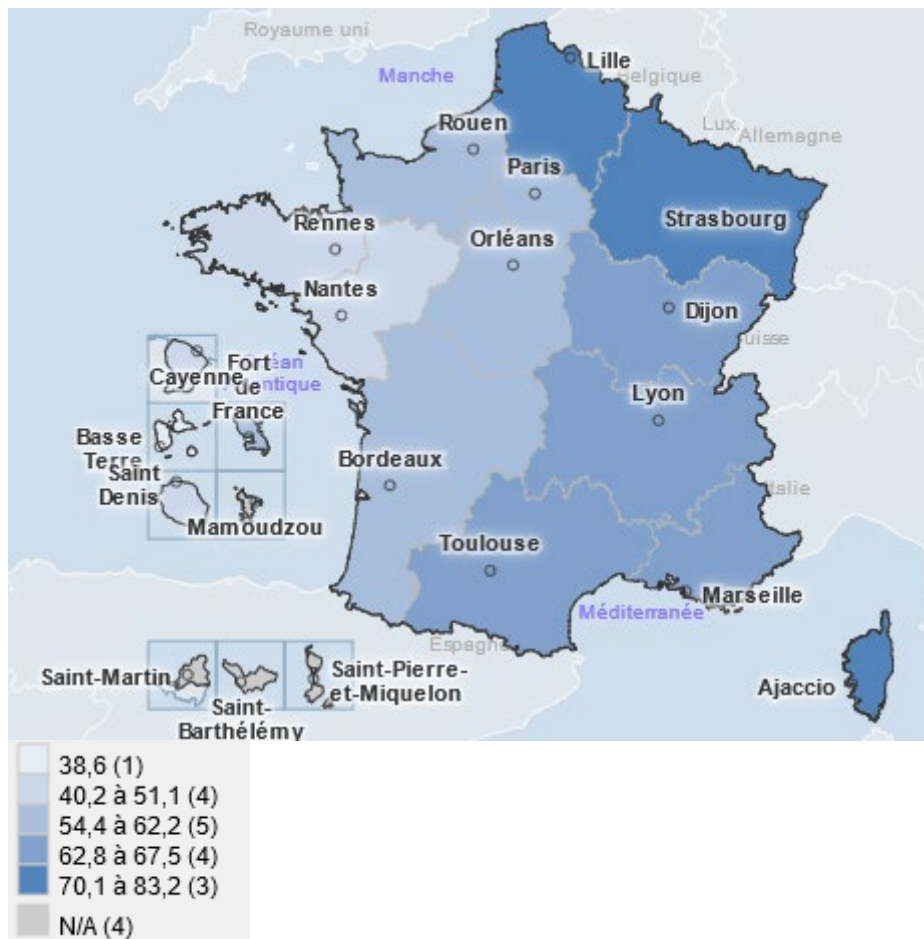 Royaume uni
Manche
Lille
Belgique
Rouen
Lux.
Allemagne
Paris
Strasbourg
Rennes
Orléans
Nantes
Dijon
Cayenne
Fort
de
France
Lyon
Basse
Terre
Bordeaux
Saint
Denis
Mamoudzou
Toulouse
Marseille
Méditerranée
Espagne
Saint-Martin
Saint-Pierre-
et-Miquelon
Ajaccio
Saint-
Barthélémy
38,6 (1)
40,2 à 51,1 (4)
54,4 à 62,2 (5)
62,8 à 67,5 (4)
70,1 à 83,2 (3)
N/A (4)